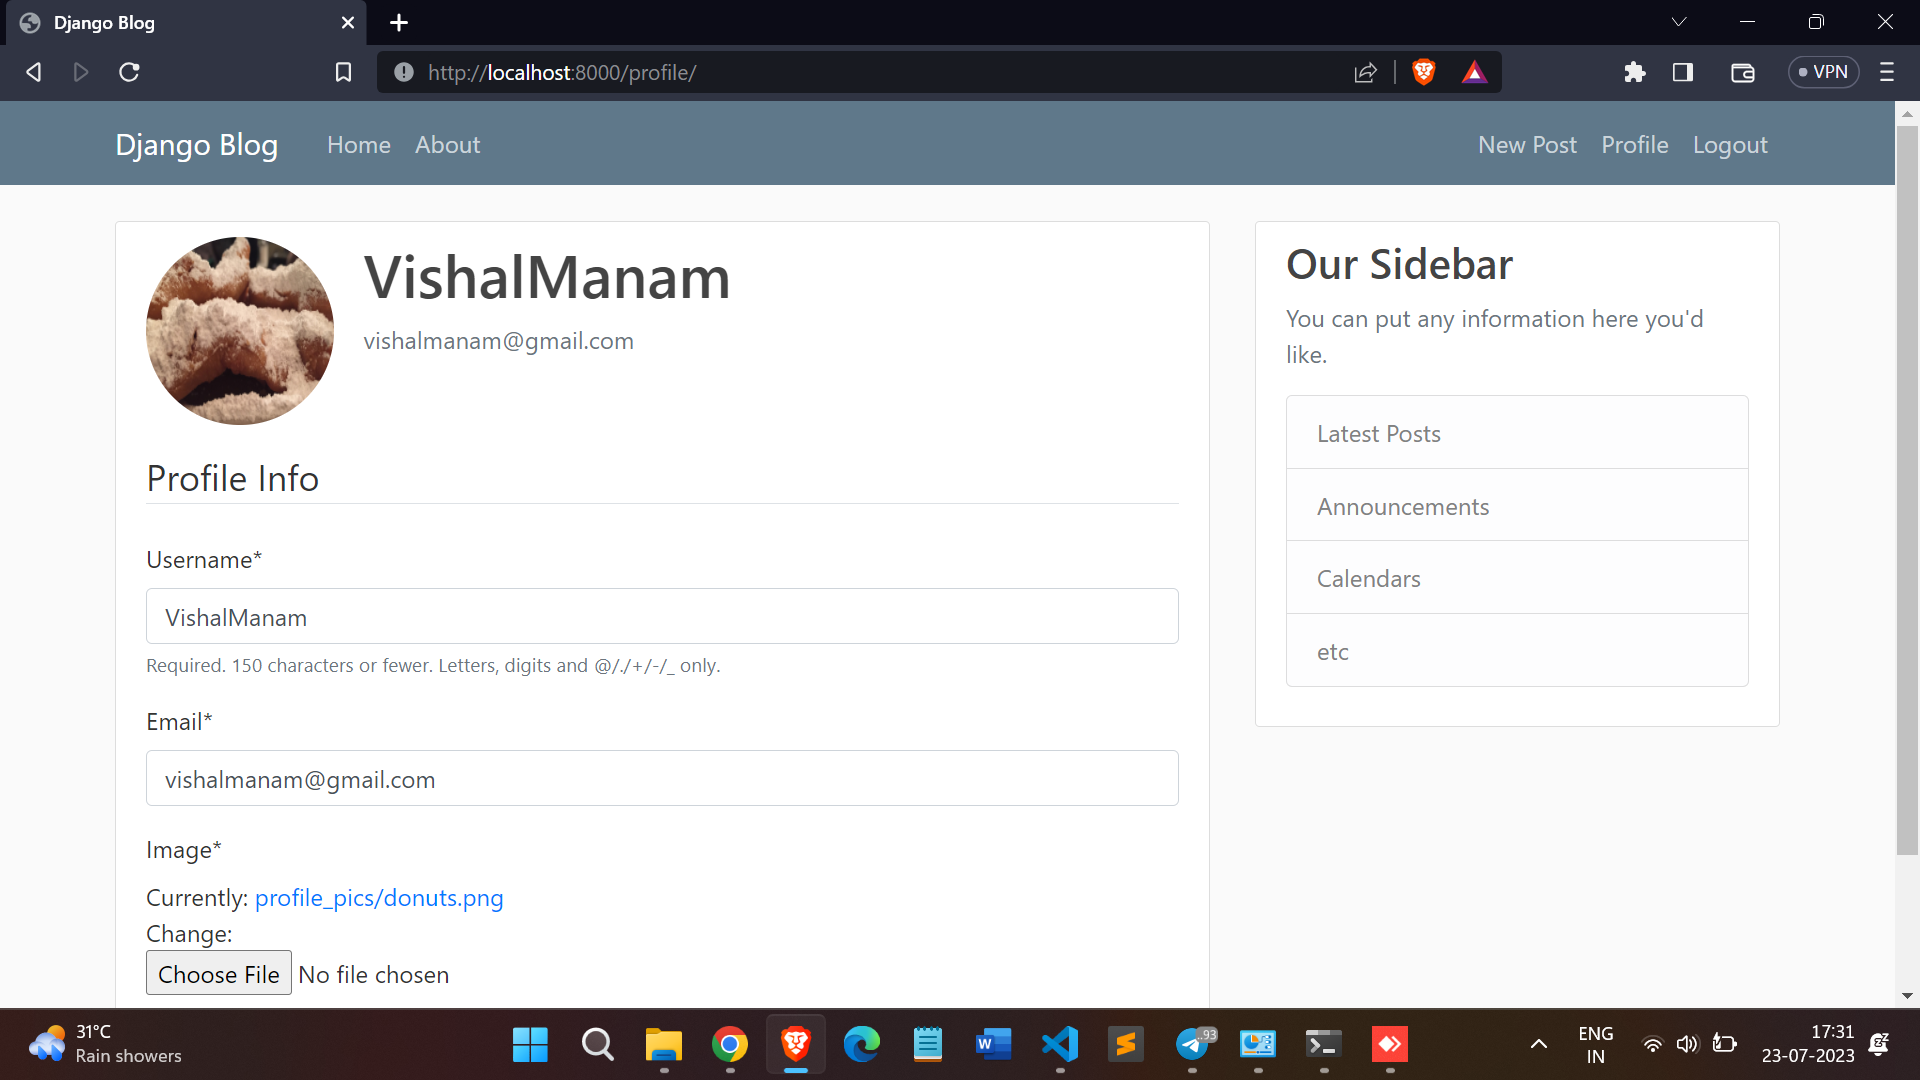 Django Blog
http://localhost:8000/profile/
VPN
Django Blog
Home
About
New Post
Profile
Logout
VishalManam
vishalmanam@gmail.com
Profile Info
Username*
VishalManam
Required. 150 characters or fewer. Letters, digits and @/./+/-/_ only.
Email*
vishalmanam@gmail.com
Image*
Currently: profile_pics/donuts.png
Change:
Choose File No file chosen
Our Sidebar
You can put any information here you'd
like.
Latest Posts
Announcements
Calendars
etc
31°C
Rain showers
W
..93
ENG
IN
17:31
23-07-2023